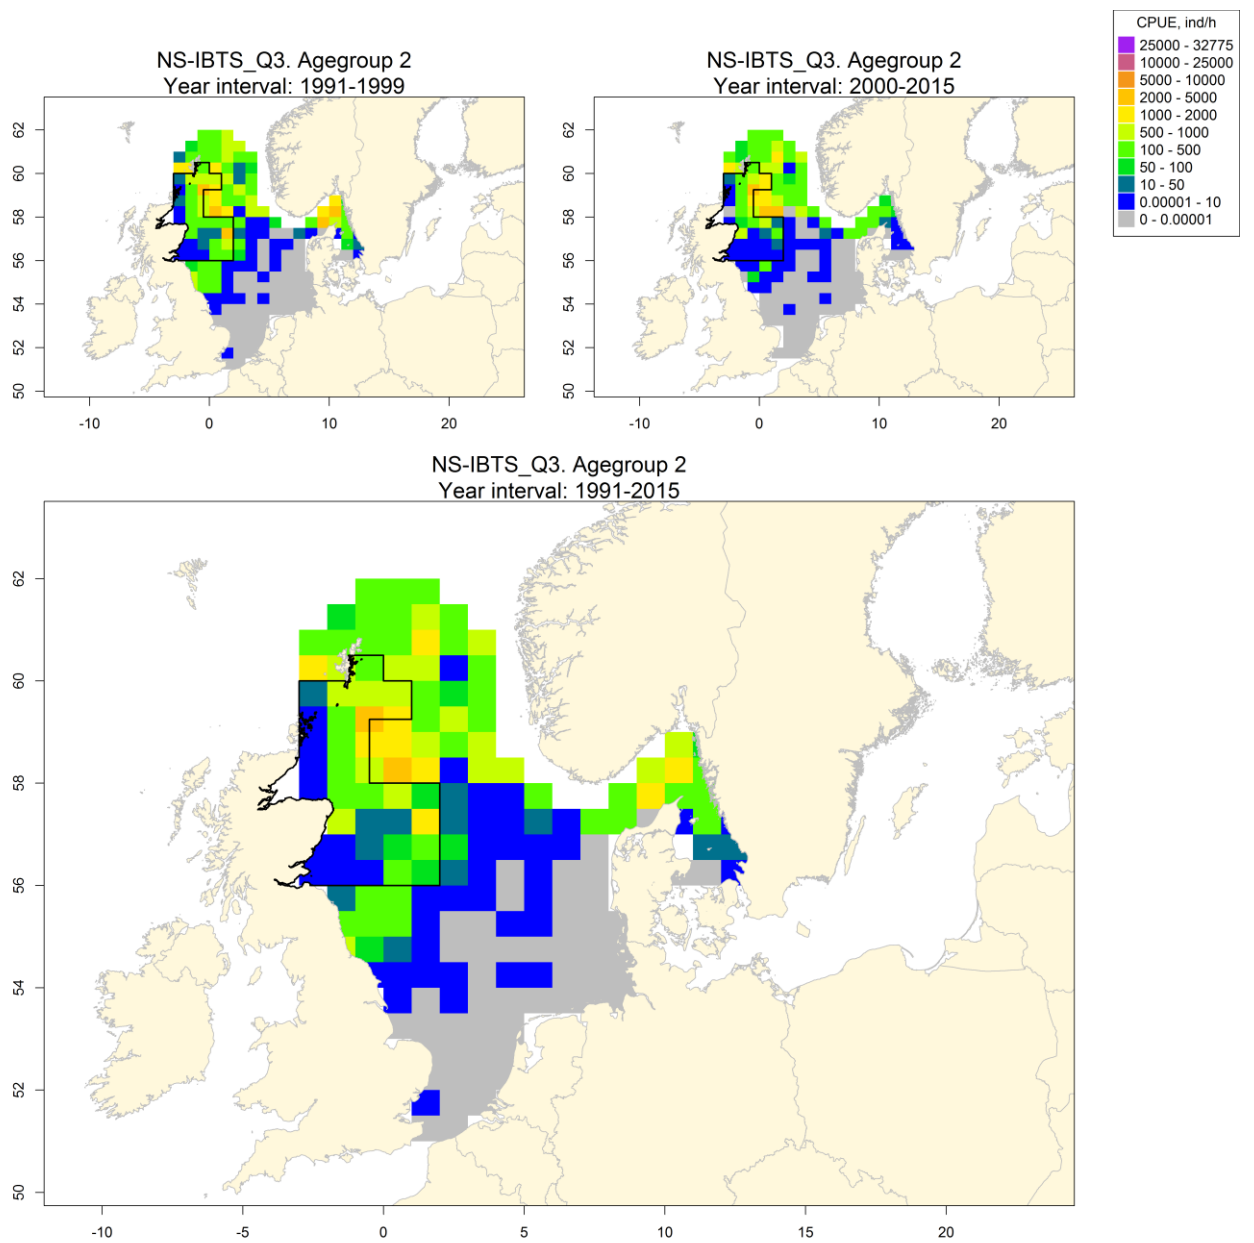 NS-IBTS_Q3. Agegroup 2
Year interval: 1991-1999
62
60
58
56
54
52
50
-10
0
10
20
NS-IBTS_Q3. Agegroup 2
Year interval: 2000-2015
62
60
58
56
54
52
50
-10
0
10
20
CPUE, ind/h
25000 - 32775
10000 - 25000
5000 - 10000
2000 - 5000
1000 - 2000
500 - 1000
100 - 500
50 - 100
10 - 50
0.00001 - 10
0 - 0.00001
NS-IBTS_Q3. Agegroup 2
Year interval: 1991-2015
62
60
58
56
54
52
50
-10
-5
0
5
10
15
20